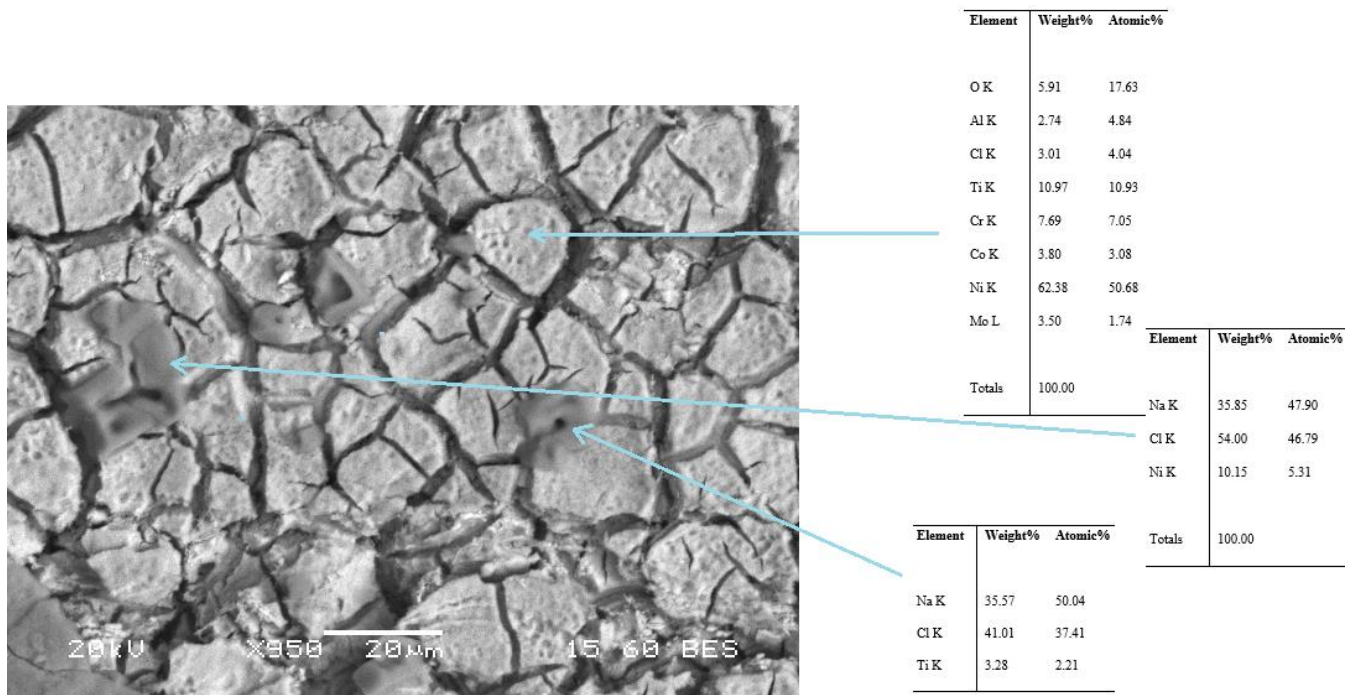 Element Weight% Atomic%
O K 5.91 17.63
Al K 2.74 4.84
Cl K 3.01 4.04
Ti K 10.97 10.93
Cr K 7.69 7.05
Co K 3.80 3.08
Ni K 62.38 50.68
Mo L 3.50 1.74
Totals 100.00
Element Weight% Atomic%
Na K 35.85 47.90
Cl K 54.00 46.79
Ni K 10.15 5.31
Totals 100.00
Element Weight% Atomic%
Na K 35.57 50.04
Cl K 41.01 37.41
Ti K 3.28 2.21
20kV X950 20μm 15 60 BES